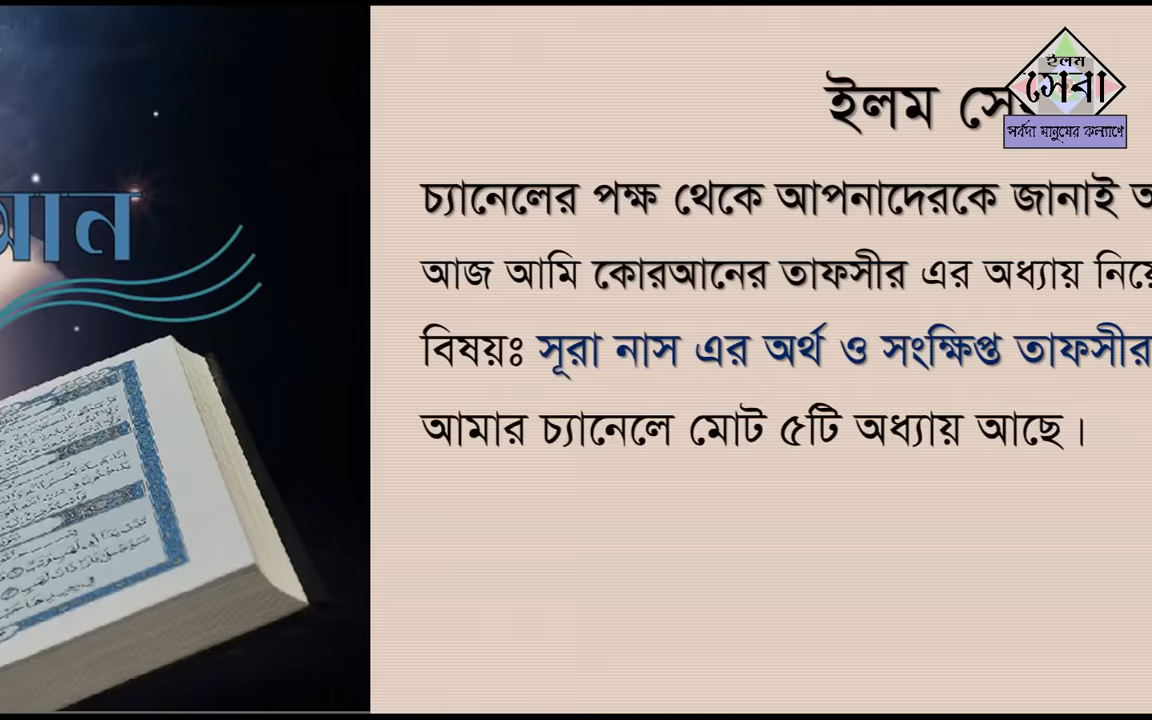 ইলম
ইলম
সেবা
সর্বদা মানুষের কল্যাণে
চ্যানেলের পক্ষ থেকে আপনাদেরকে জানাই
আজ আমি কোরআনের তাফসীর এর অধ্যায় নিয়ে
বিষয়ঃ সূরা নাস এর অর্থ ও সংক্ষিপ্ত তাফসীর
আমার চ্যানেলে মোট ৫টি অধ্যায় আছে।